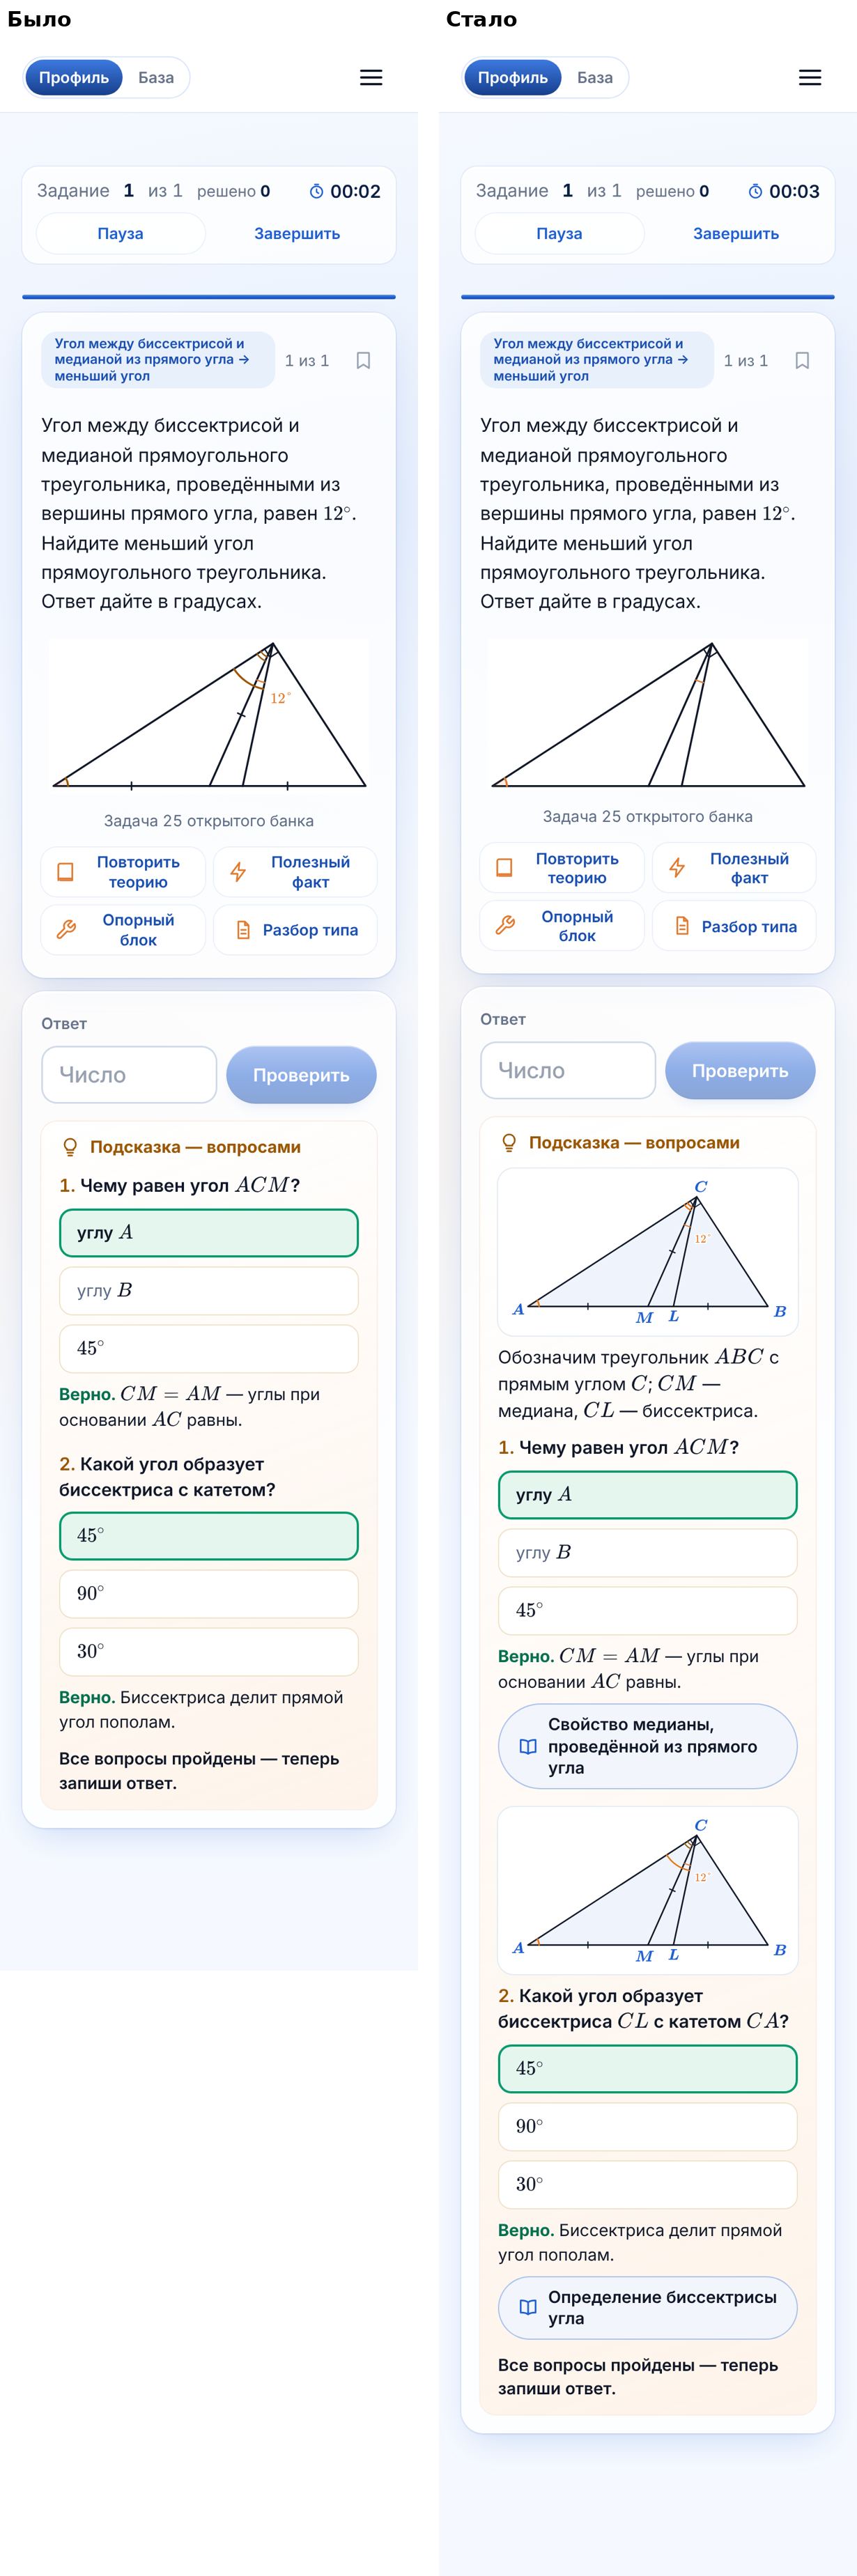 Было
Профиль База
Задание 1 из 1 решено 0 00:02
Пауза Завершить
Угол между биссектрисой и
медианой из прямого угла →
меньший угол
1 из 1
Угол между биссектрисой и
медианой прямоугольного
треугольника, проведёнными из
вершины прямого угла, равен 12°.
Найдите меньший угол
прямоугольного треугольника.
Ответ дайте в градусах.
12°
Задача 25 открытого банка
Повторить
теорию
Полезный
факт
Опорный
блок
Разбор типа
Ответ
Число Проверить
Подсказка — вопросами
1. Чему равен угол ACM?
углу A
углу B
45°
Верно. CM = AM — углы при
основании AC равны.
2. Какой угол образует
биссектриса с катетом?
45°
90°
30°
Верно. Биссектриса делит прямой
угол пополам.
Все вопросы пройдены — теперь
запиши ответ.
Стало
Профиль База
Задание 1 из 1 решено 0 00:03
Пауза Завершить
Угол между биссектрисой и
медианой из прямого угла →
меньший угол
1 из 1
Угол между биссектрисой и
медианой прямоугольного
треугольника, проведёнными из
вершины прямого угла, равен 12°.
Найдите меньший угол
прямоугольного треугольника.
Ответ дайте в градусах.
Задача 25 открытого банка
Повторить
теорию
Полезный
факт
Опорный
блок
Разбор типа
Ответ
Число Проверить
Подсказка — вопросами
C
12°
A M L B
Обозначим треугольник ABC с
прямым углом C; CM —
медиана, CL — биссектриса.
1. Чему равен угол ACM?
углу A
углу B
45°
Верно. CM = AM — углы при
основании AC равны.
Свойство медианы,
проведённой из прямого
угла
C
12°
A M L B
2. Какой угол образует
биссектриса CL с катетом CA?
45°
90°
30°
Верно. Биссектриса делит прямой
угол пополам.
Определение биссектрисы
угла
Все вопросы пройдены — теперь
запиши ответ.